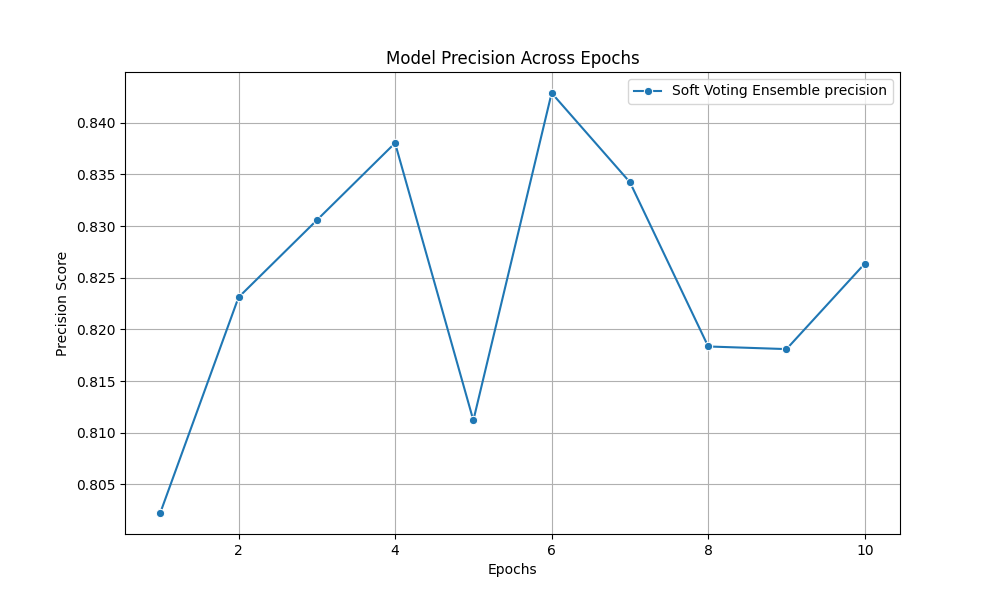 Model Precision Across Epochs
Soft Voting Ensemble precision
0.840
0.835
0.830
0.825
0.820
0.815
0.810
0.805
Precision Score
2 4 6 8 10
Epochs